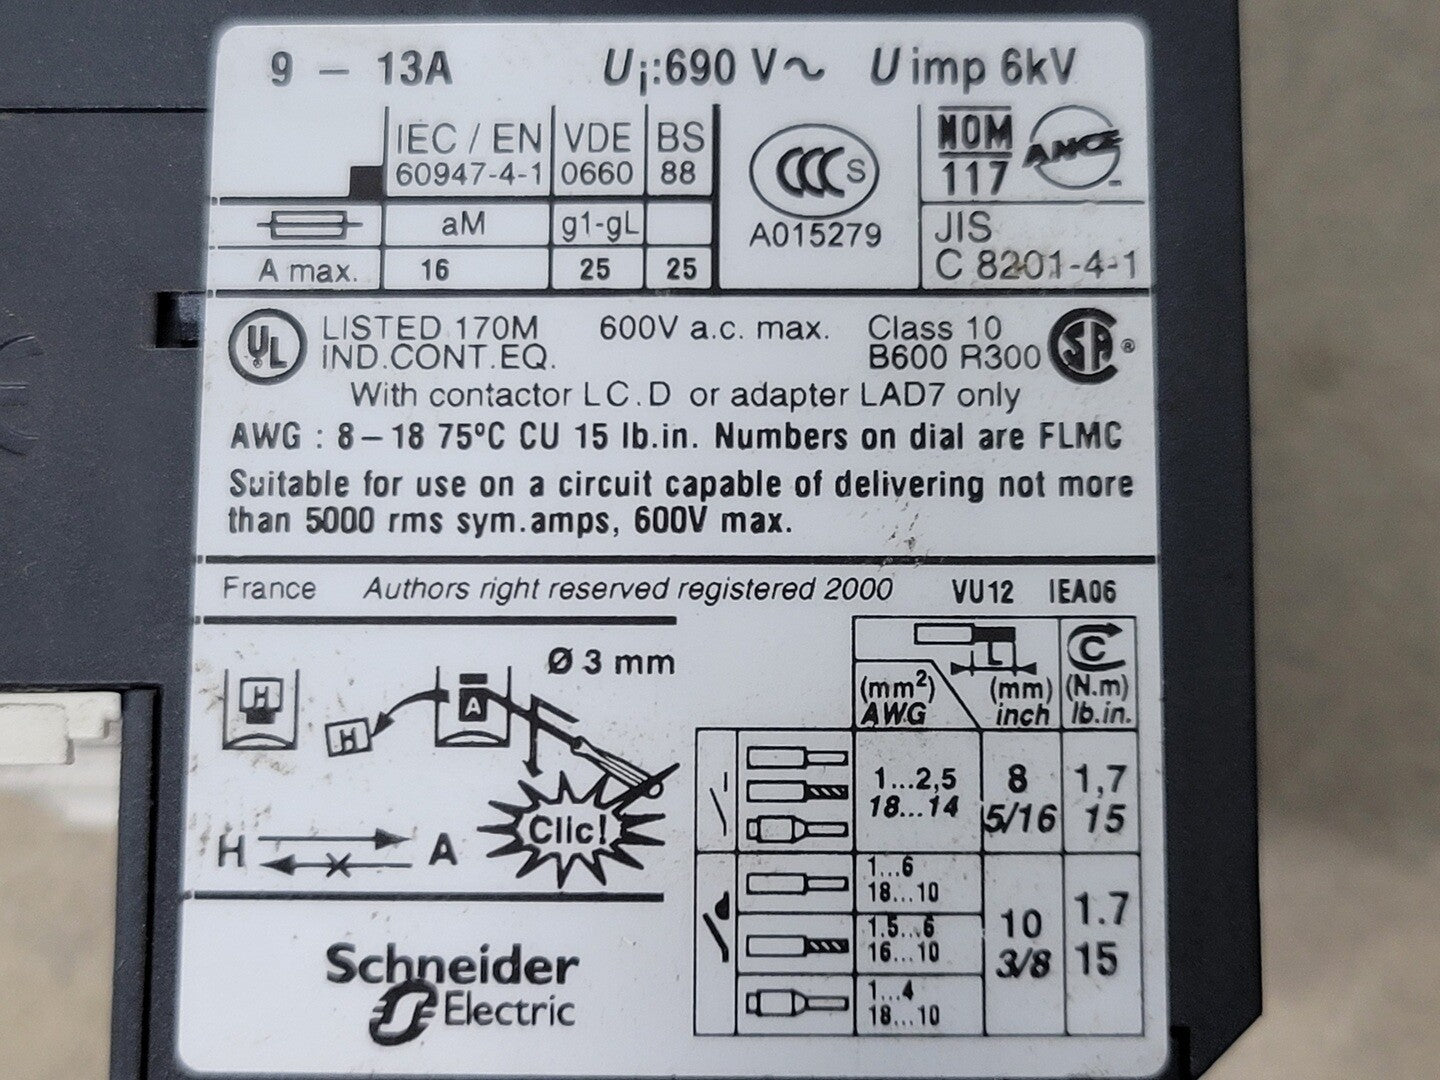 9 – 13A Ui:690 V~ U imp 6kV
IEC / EN VDE BS
60947-4-1 0660 88
aM g1-gL
A max. 16 25 25
CCC S
A015279
NOM ANCE
117
JIS
C 8201-4-1
UL LISTED 170M 600V a.c. max. Class 10 SA ®
IND.CONT.EQ. B600 R300
With contactor LC.D or adapter LAD7 only
AWG : 8–18 75°C CU 15 lb.in. Numbers on dial are FLMC
Suitable for use on a circuit capable of delivering not more
than 5000 rms sym.amps, 600V max.
France Authors right reserved registered 2000 VU12 IEA06
Ø 3 mm
H H A
Clic!
H A
L C
(mm²) (mm) (N.m)
AWG inch lb.in.
1...2,5 8 1,7
18...14 5/16 15
1...6
18...10
1.5...6 10 1.7
16...10 3/8 15
1...4
18...10
Schneider
Electric